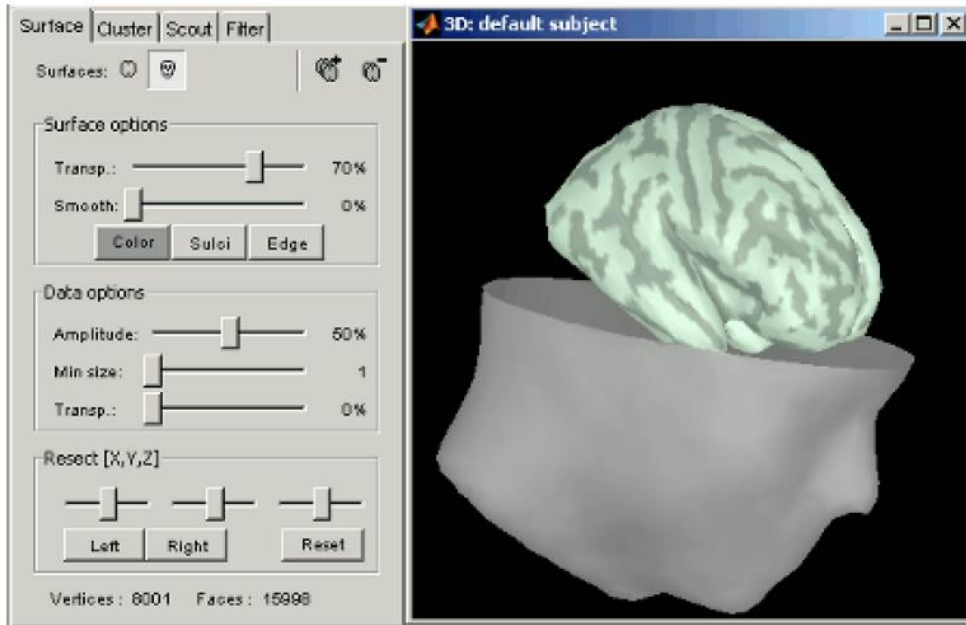 Surface Cluster Scout Filter
Surfaces:
Surface options
Transp.: 70%
Smooth: 0%
Color Sulci Edge
Data options
Amplitude: 50%
Min size: 1
Transp.: 0%
Resect [X,Y,Z]
Left Right Reset
Vertices : 8001 Faces : 15998
3D: default subject